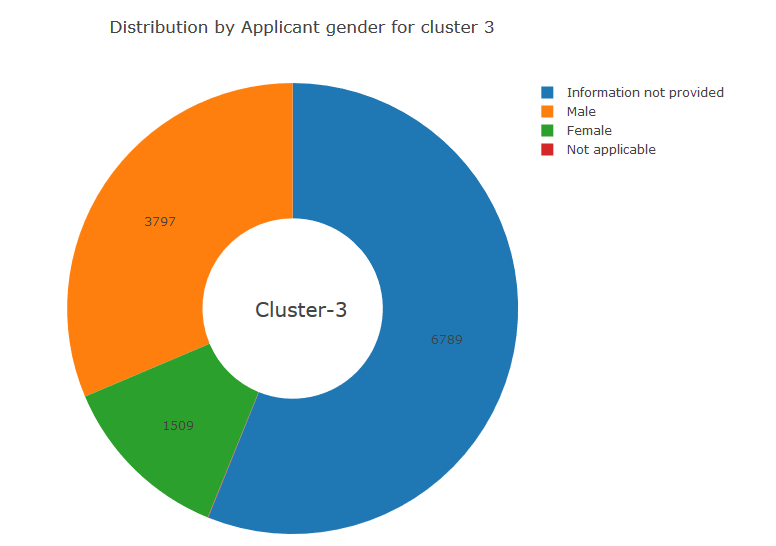 Distribution by Applicant gender for cluster 3
Information not provided
Male
Female
Not applicable
3797
Cluster-3
6789
1509